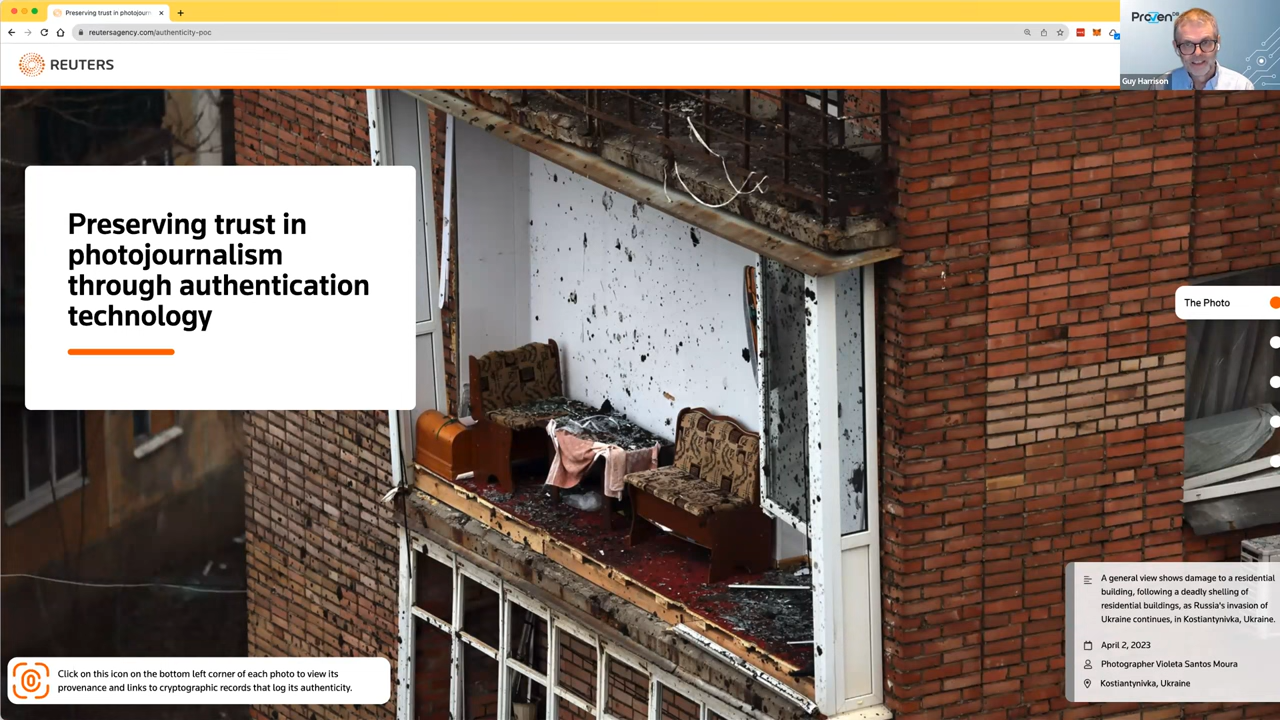 Preserving trust in photojourn
reutersagency.com/authenticity-poc
ProvenDB
Guy Harrison
REUTERS
Preserving trust in
photojournalism
through authentication
technology
The Photo
A general view shows damage to a residential
building, following a deadly shelling of
residential buildings, as Russia's invasion of
Ukraine continues, in Kostiantynivka, Ukraine.
April 2, 2023
Photographer Violeta Santos Moura
Kostiantynivka, Ukraine
Click on this icon on the bottom left corner of each photo to view its
provenance and links to cryptographic records that log its authenticity.